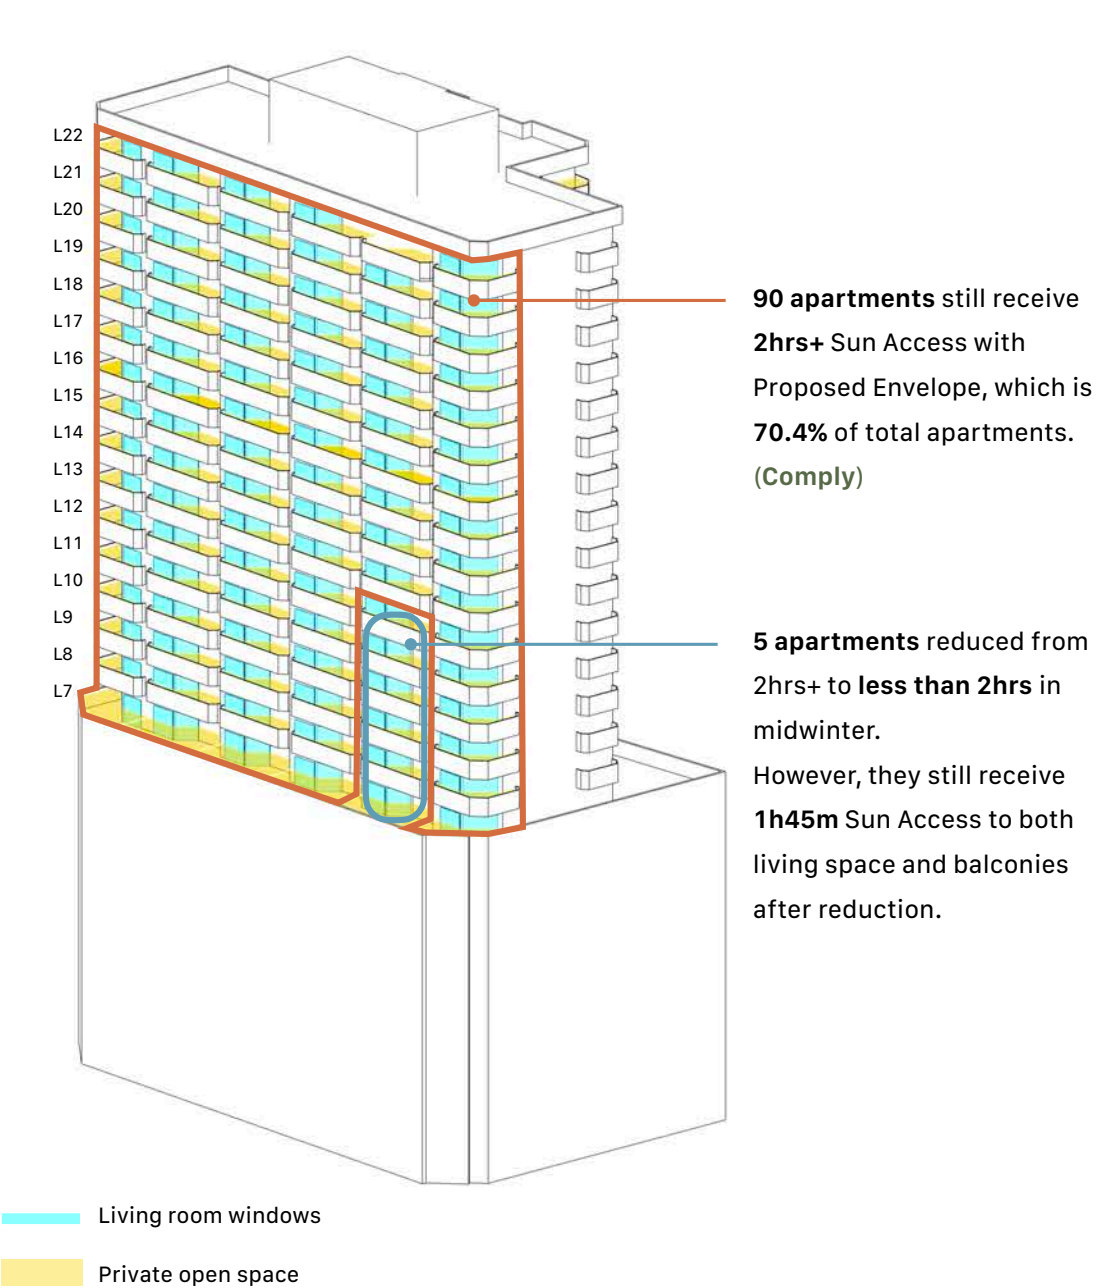 L22
L21
L20
L19
L18
L17
L16
L15
L14
L13
L12
L11
L10
L9
L8
L7
90 apartments still receive
2hrs+ Sun Access with
Proposed Envelope, which is
70.4% of total apartments.
(Comply)
5 apartments reduced from
2hrs+ to less than 2hrs in
midwinter.
However, they still receive
1h45m Sun Access to both
living space and balconies
after reduction.
Living room windows
Private open space